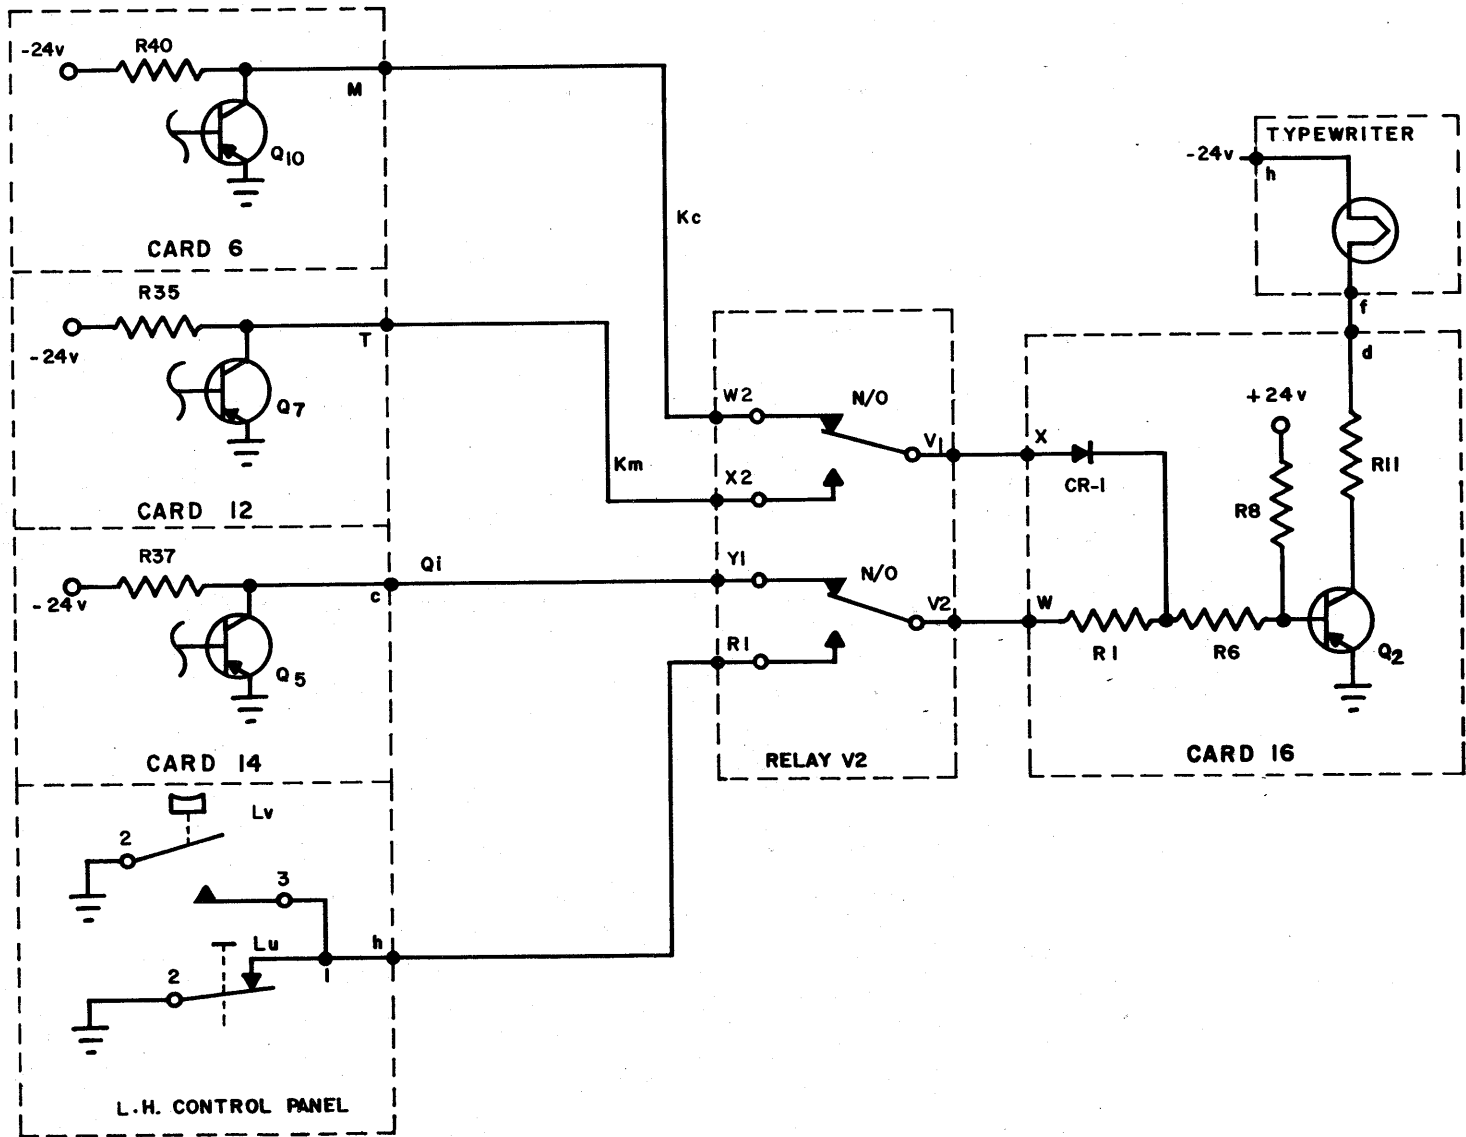 -24v
R40
M
Q10
CARD 6
R35
-24v
T
Q7
Kc
Km
CARD 12
R37
-24v
Qi
c
Q5
CARD 14
Lv
2
3
Lu
h
2
1
L.H. CONTROL PANEL
W2
N/O
V1
X2
Y1
N/O
V2
R1
RELAY V2
TYPEWRITER
-24v
h
f
d
X
CR-1
+24v
R8
R11
W
R1
R6
Q2
CARD 16